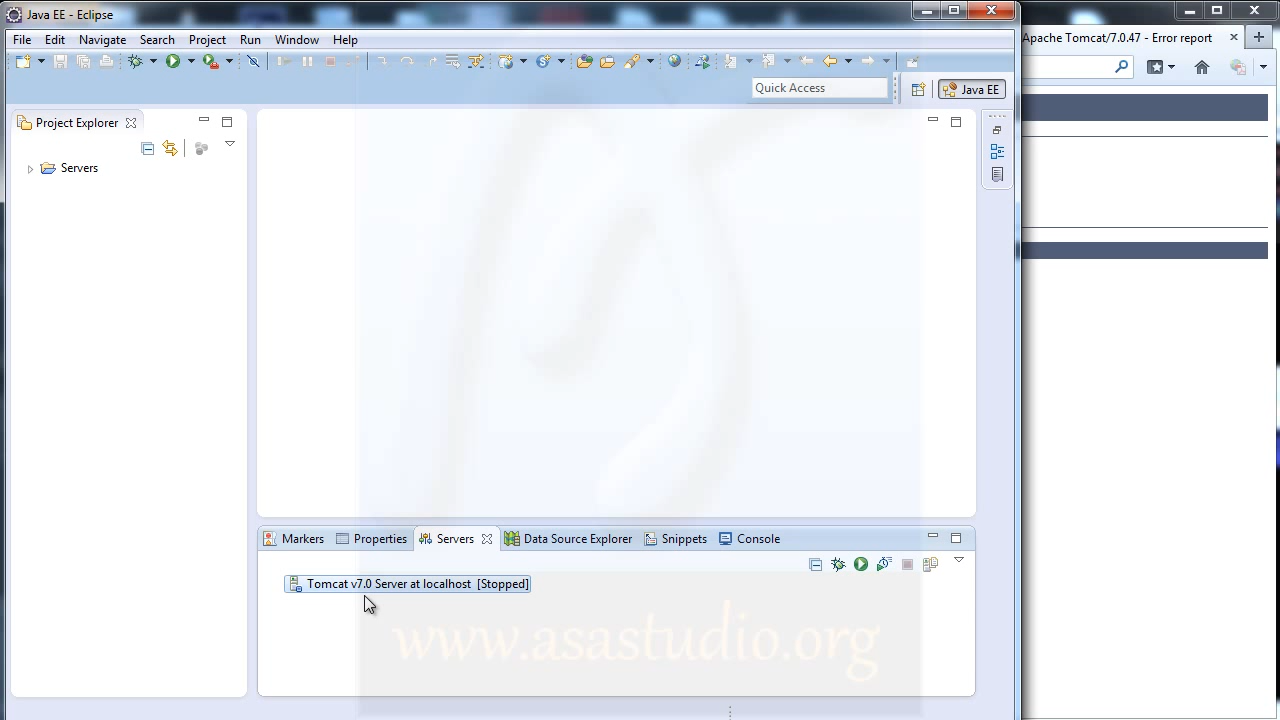 Java EE - Eclipse
File Edit Navigate Search Project Run Window Help
Quick Access
Java EE
Project Explorer
Servers
Markers Properties Servers Data Source Explorer Snippets Console
Tomcat v7.0 Server at localhost [Stopped]
www.asastudio.org
Apache Tomcat/7.0.47 - Error report